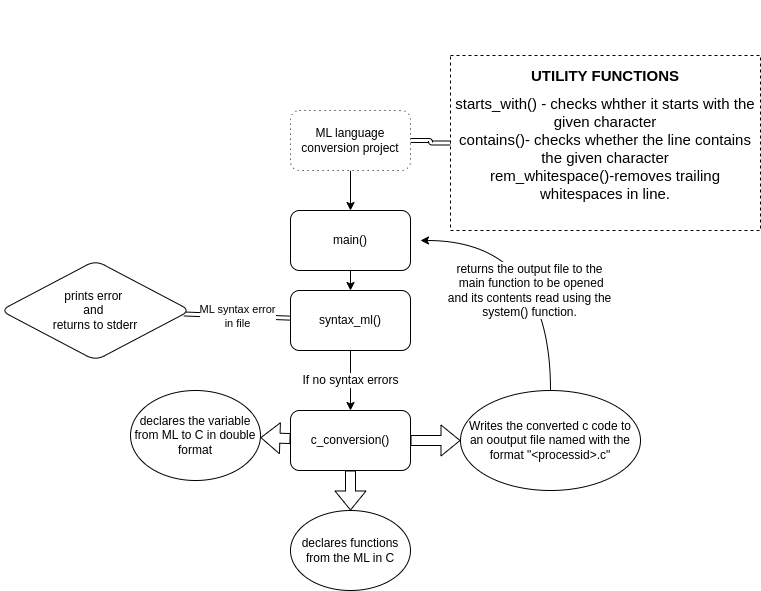 UTILITY FUNCTIONS
starts_with() - checks whther it starts with the
given character
contains()- checks whether the line contains
the given character
rem_whitespace()-removes trailing
whitespaces in line.
ML language
conversion project
main()
returns the output file to the
main function to be opened
and its contents read using the
system() function.
prints error
and
returns to stderr
ML syntax error
in file
syntax_ml()
If no syntax errors
declares the variable
from ML to C in double
format
c_conversion()
Writes the converted c code to
an ooutput file named with the
format "<processid>.c"
declares functions
from the ML in C